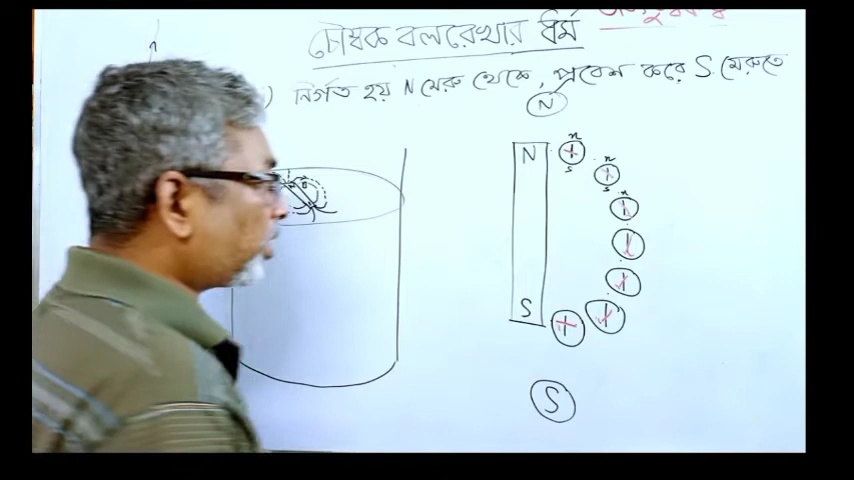 চৌম্বক বলরেখার ধর্ম
) নির্গত হয় N মেরু থেকে, প্রবেশ করে S মেরুতে
N
n
N n
s n
s n
S
S